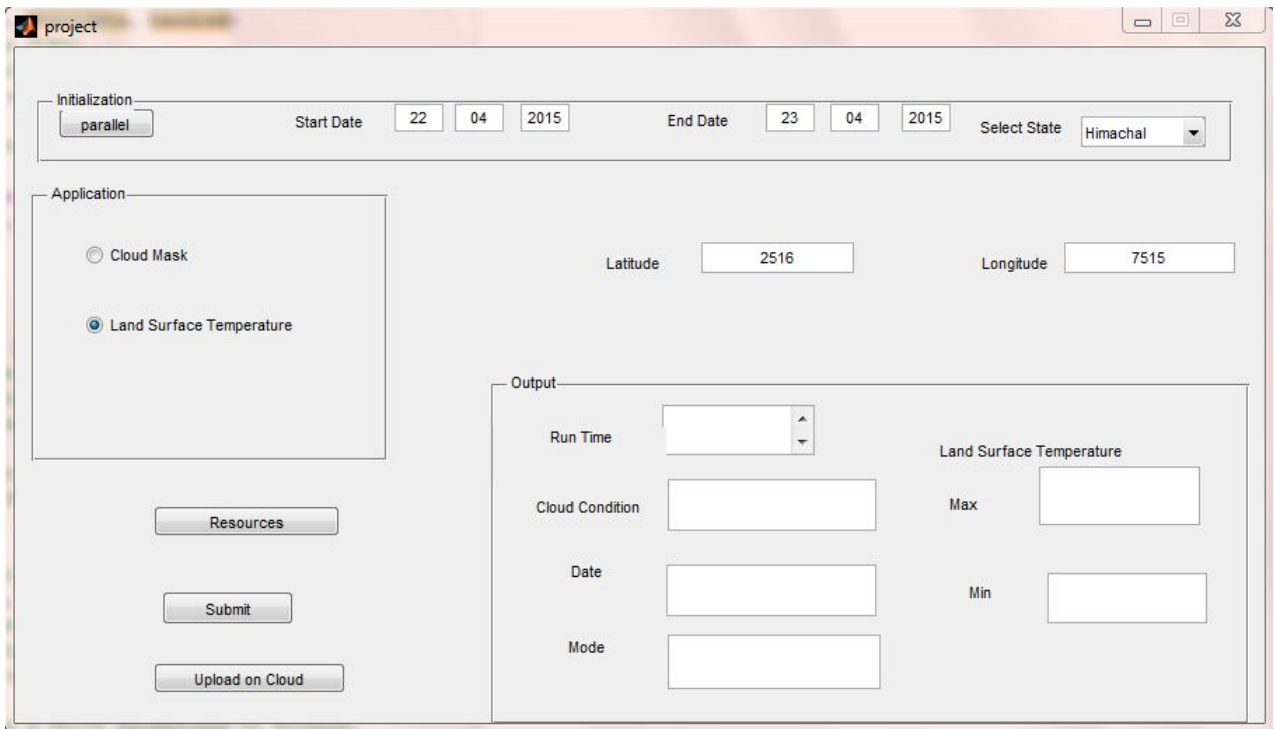 project
Initialization
parallel
Start Date 22 04 2015 End Date 23 04 2015 Select State Himachal
Application
Cloud Mask
Land Surface Temperature
Latitude 2516 Longitude 7515
Resources
Submit
Upload on Cloud
Output
Run Time
Cloud Condition
Date
Mode
Land Surface Temperature
Max
Min